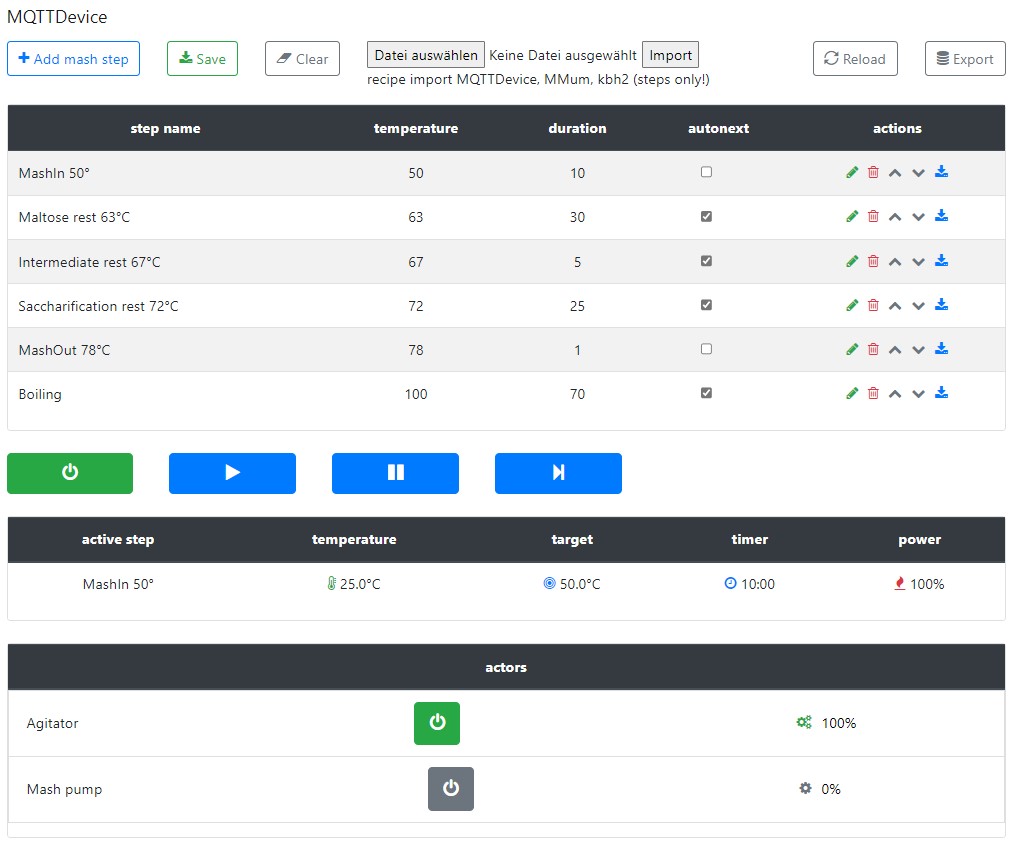 MQTTDevice
Add mash step Save Clear Datei auswählen Keine Datei ausgewählt Import Reload Export
recipe import MQTTDevice, MMum, kbh2 (steps only!)
step name temperature duration autonext actions
MashIn 50° 50 10
Maltose rest 63°C 63 30
Intermediate rest 67°C 67 5
Saccharification rest 72°C 72 25
MashOut 78°C 78 1
Boiling 100 70
active step temperature target timer power
MashIn 50° 25.0°C 50.0°C 10:00 100%
actors
Agitator 100%
Mash pump 0%